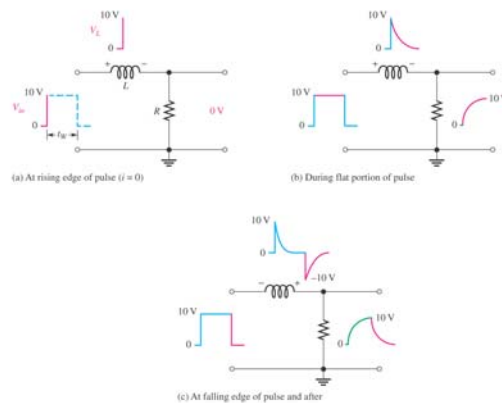 V_L
10 V
0
+ −
L
10 V
V_in
0
t_W
R
0 V
(a) At rising edge of pulse (i = 0)
10 V
0
+ −
10 V
0
10 V
0
(b) During flat portion of pulse
10 V
0
−10 V
− +
10 V
0
10 V
0
(c) At falling edge of pulse and after